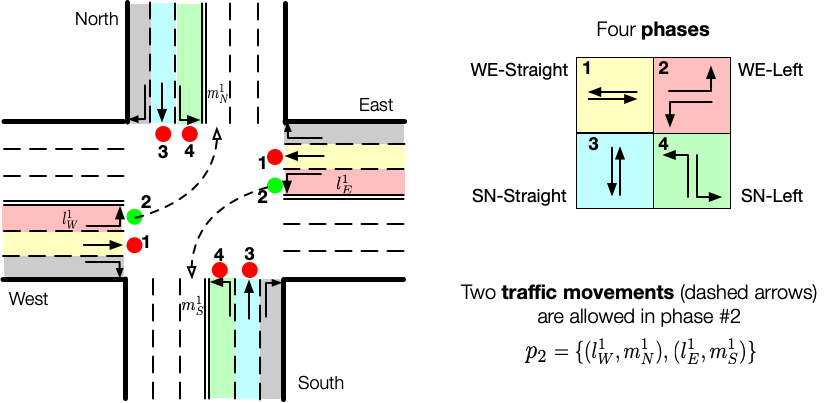 North
$m_N^1$
East
3
4
1
2
$l_E^1$
2
$l_W^1$
1
4
3
West
$m_S^1$
South
Four phases
WE-Straight
1
2
WE-Left
SN-Straight
3
4
SN-Left
Two traffic movements (dashed arrows)
are allowed in phase #2
$p_2 = \{(l_W^1, m_N^1), (l_E^1, m_S^1)\}$